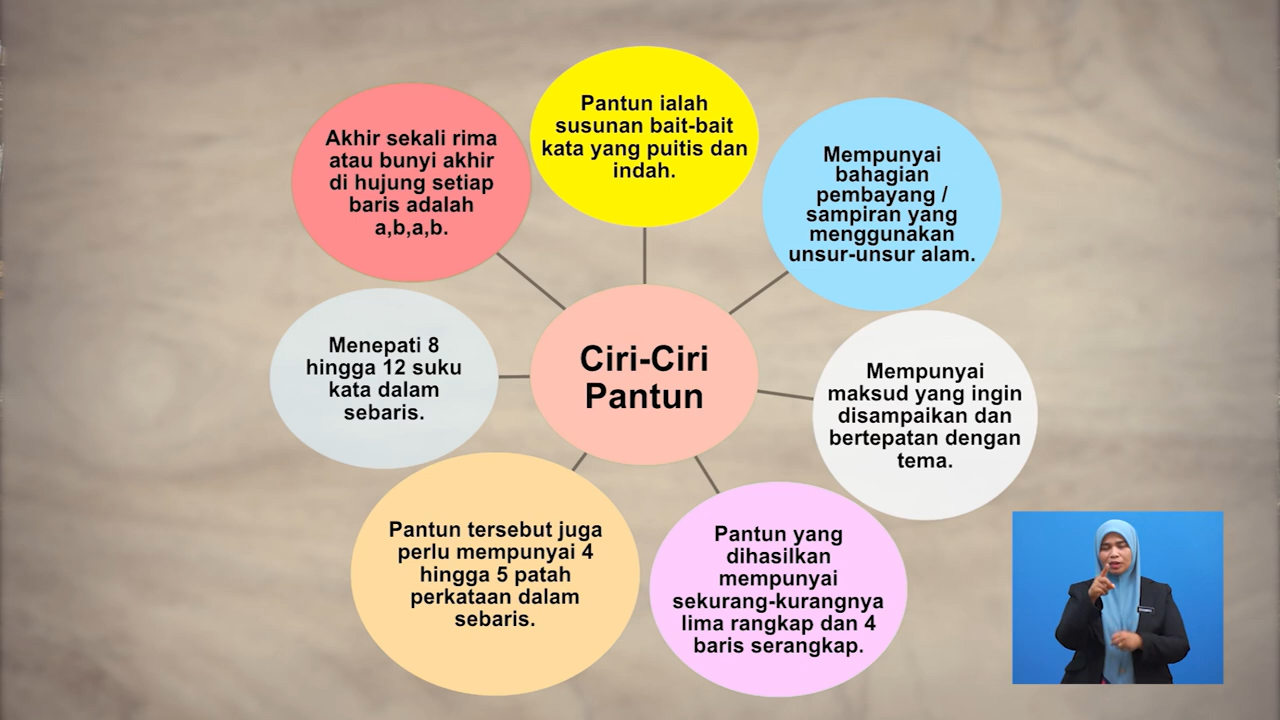 Ciri-Ciri
Pantun
Pantun ialah
susunan bait-bait
kata yang puitis dan
indah.
Mempunyai
bahagian
pembayang /
sampiran yang
menggunakan
unsur-unsur alam.
Mempunyai
maksud yang ingin
disampaikan dan
bertepatan dengan
tema.
Pantun yang
dihasilkan
mempunyai
sekurang-kurangnya
lima rangkap dan 4
baris serangkap.
Pantun tersebut juga
perlu mempunyai 4
hingga 5 patah
perkataan dalam
sebaris.
Menepati 8
hingga 12 suku
kata dalam
sebaris.
Akhir sekali rima
atau bunyi akhir
di hujung setiap
baris adalah
a,b,a,b.